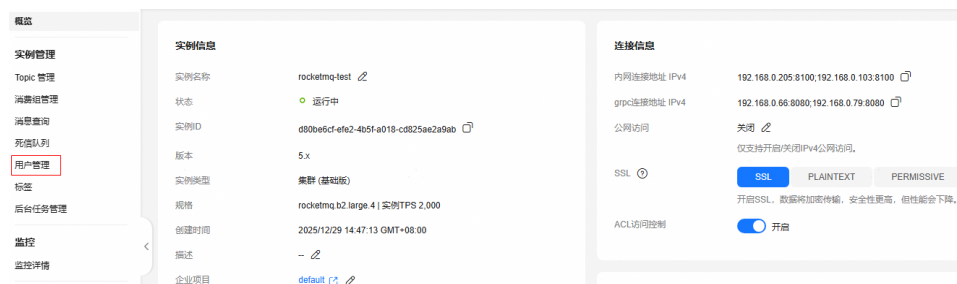 概览
实例管理
Topic 管理
消费组管理
消息查询
死信队列
用户管理
标签
后台任务管理
监控
监控详情
实例信息
实例名称 rocketmq-test
状态 运行中
实例ID d80be6cf-efe2-4b5f-a018-cd825ae2a9ab
版本 5.x
实例类型 集群 (基础版)
规格 rocketmq.b2.large.4 | 实例TPS 2,000
创建时间 2025/12/29 14:47:13 GMT+08:00
描述 --
企业项目 default
连接信息
内网连接地址 IPv4 192.168.0.205:8100;192.168.0.103:8100
grpc连接地址 IPv4 192.168.0.66:8080;192.168.0.79:8080
公网访问 关闭
仅支持开启/关闭IPv4公网访问。
SSL SSL PLAINTEXT PERMISSIVE
开启SSL，数据将加密传输，安全性更高，但性能会下降。
ACL访问控制 开启